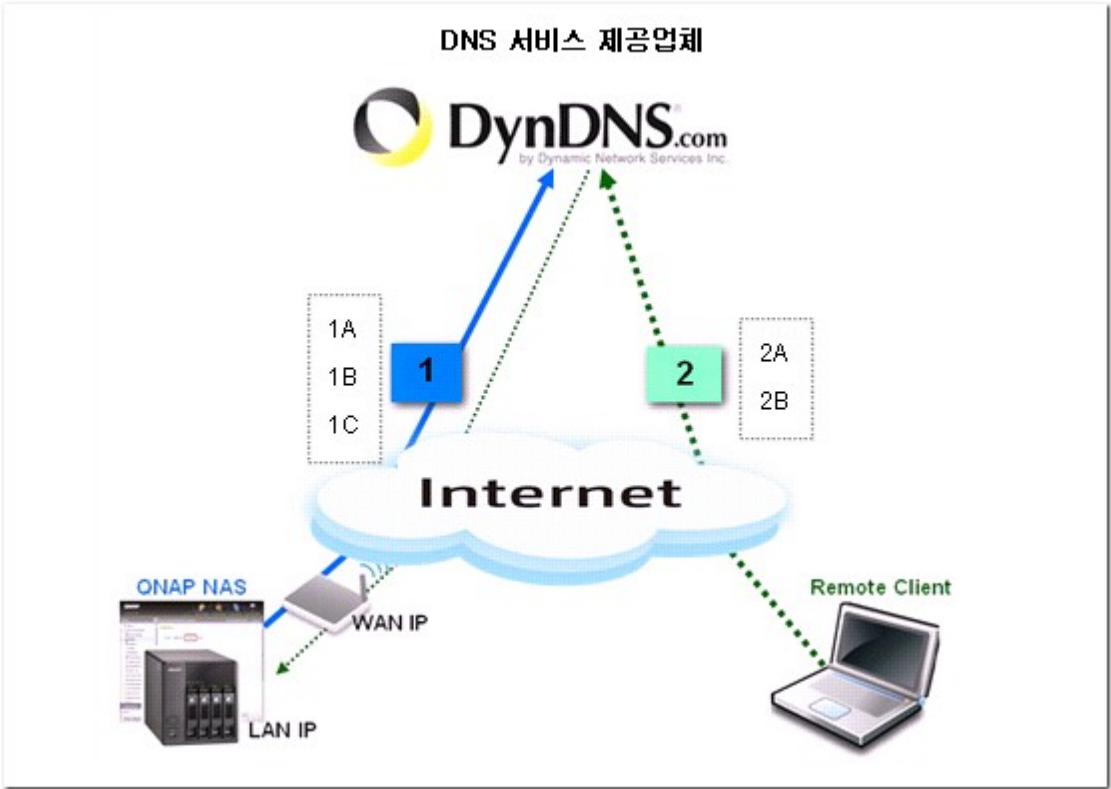 DNS 서비스 제공업체
DynDNS.com
by Dynamic Network Services Inc.
1A
1B
1C
1
2
2A
2B
Internet
QNAP NAS
WAN IP
LAN IP
Remote Client